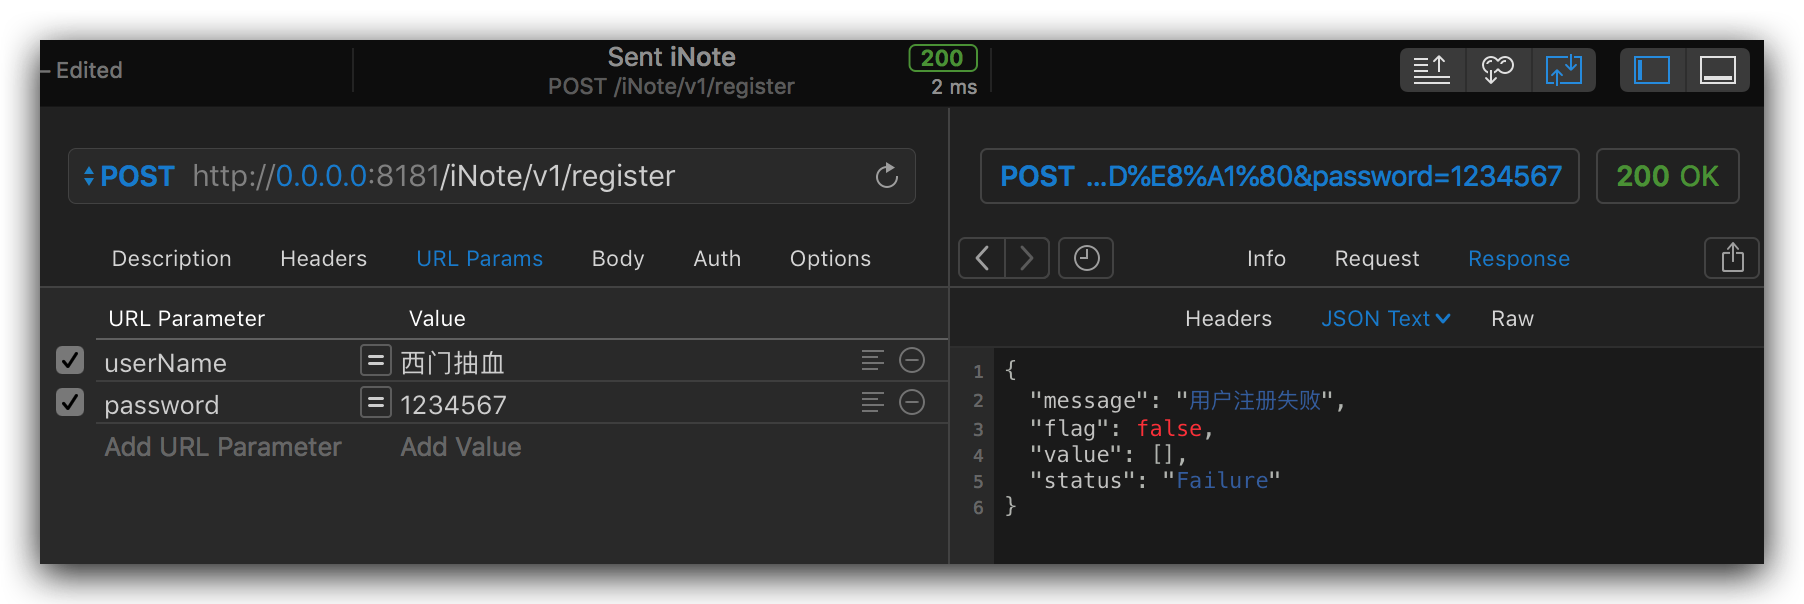 Edited
Sent iNote
POST /iNote/v1/register
200
2 ms
POST http://0.0.0.0:8181/iNote/v1/register
Description Headers URL Params Body Auth Options
URL Parameter Value
userName = 西门抽血
password = 1234567
Add URL Parameter Add Value
POST ...D%E8%A1%80&password=1234567 200 OK
Info Request Response
Headers JSON Text Raw
1 {
2 "message": "用户注册失败",
3 "flag": false,
4 "value": [],
5 "status": "Failure"
6 }